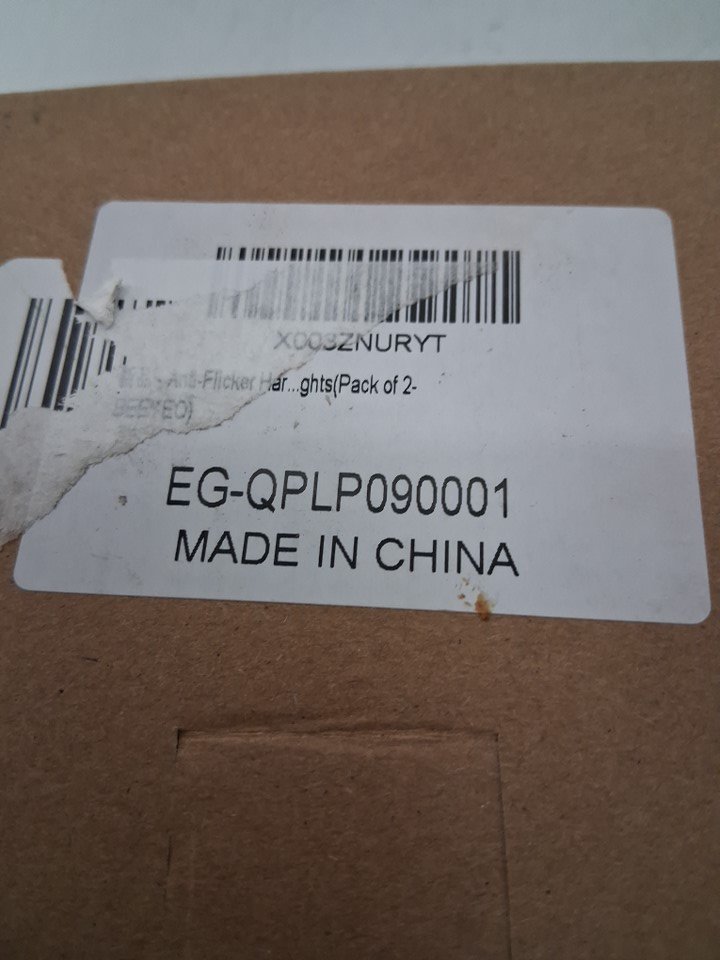 X003ZNURYT
Anti-Flicker Har...ghts(Pack of 2-
EG-QPLP090001
MADE IN CHINA